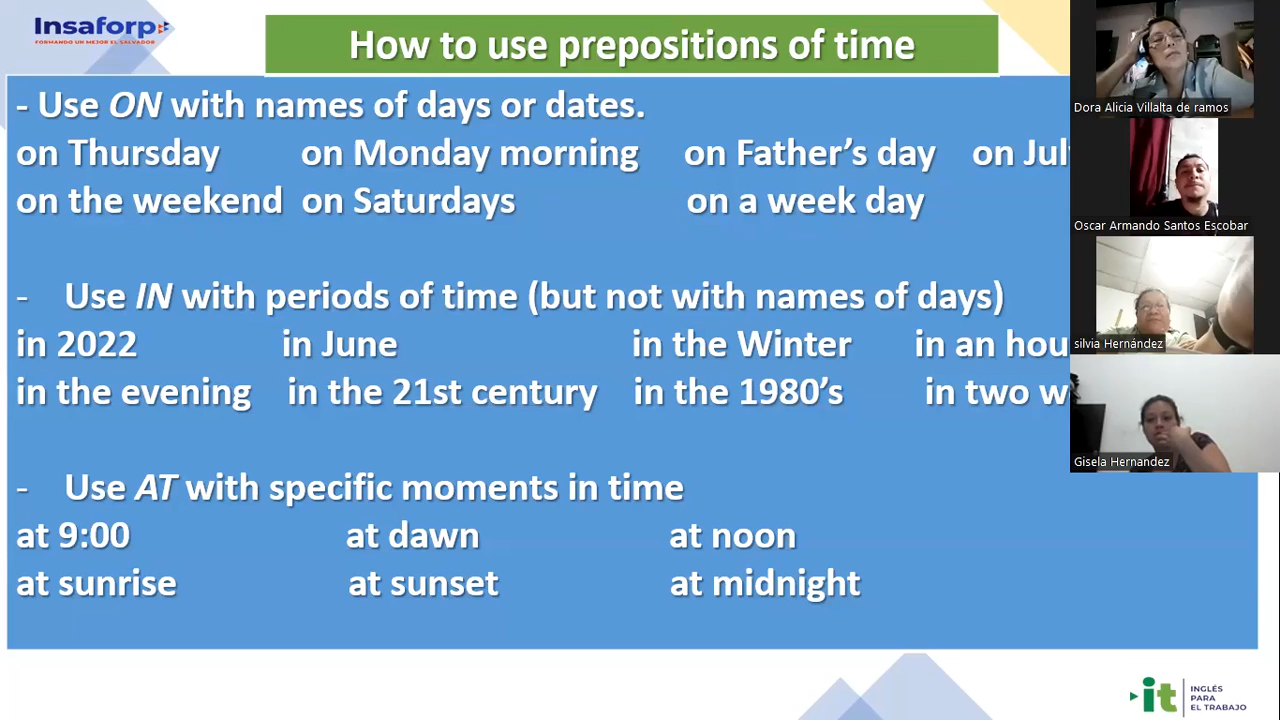 Insaforp
FORMANDO UN MEJOR EL SALVADOR
How to use prepositions of time
- Use ON with names of days or dates.
on Thursday on Monday morning on Father's day on
on the weekend on Saturdays on a week day
- Use IN with periods of time (but not with names of days)
in 2022 in June in the Winter in an
in the evening in the 21st century in the 1980's in two
- Use AT with specific moments in time
at 9:00 at dawn at noon
at sunrise at sunset at midnight
Dora Alicia Villalta de ramos
Oscar Armando Santos Escobar
silvia Hernández
Gisela Hernandez
it INGLÉS
PARA
EL TRABAJO